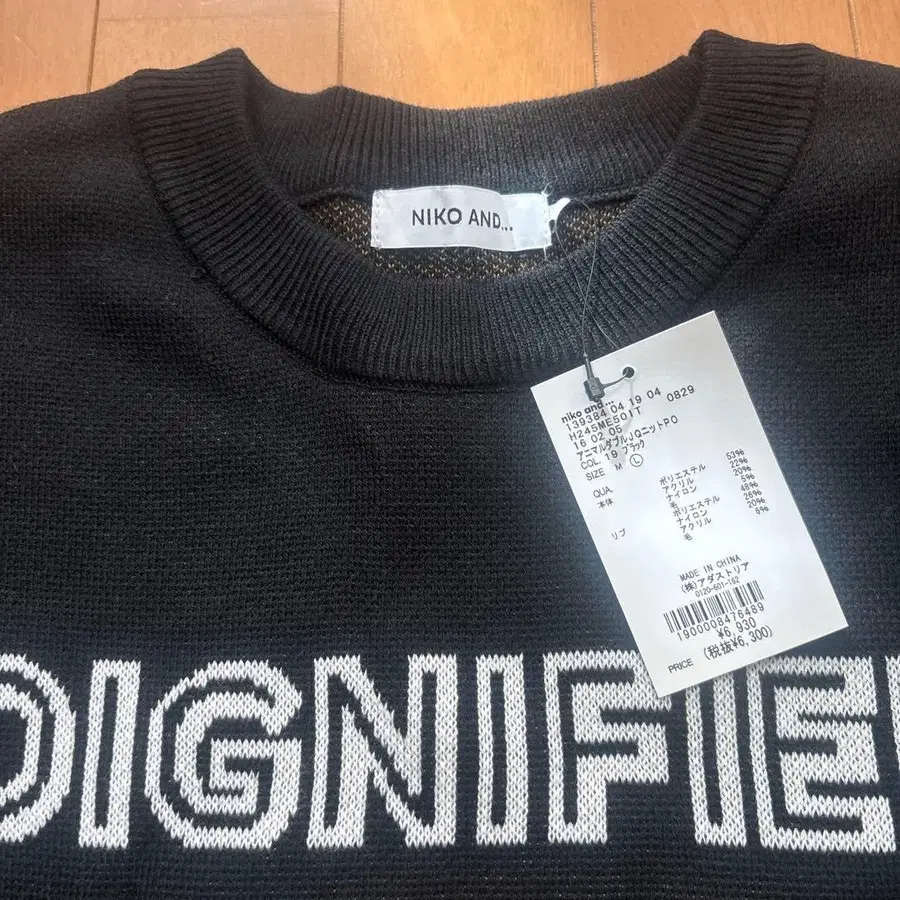 NIKO AND...
niko and...
139384 04 19 04 0829
H245ME501T
16 02 05
アニマルダブルJQニットPO
COL. 19 ブラック
SIZE M Ⓛ
QUA.
本体 ポリエステル 53%
アクリル 22%
ナイロン 20%
毛 5%
リブ ポリエステル 48%
ナイロン 26%
アクリル 20%
毛 6%
MADE IN CHINA
(株)アダストリア
0120-601-162
1900008476489
¥6,930
PRICE (税抜¥6,300)
DIGNIFIE